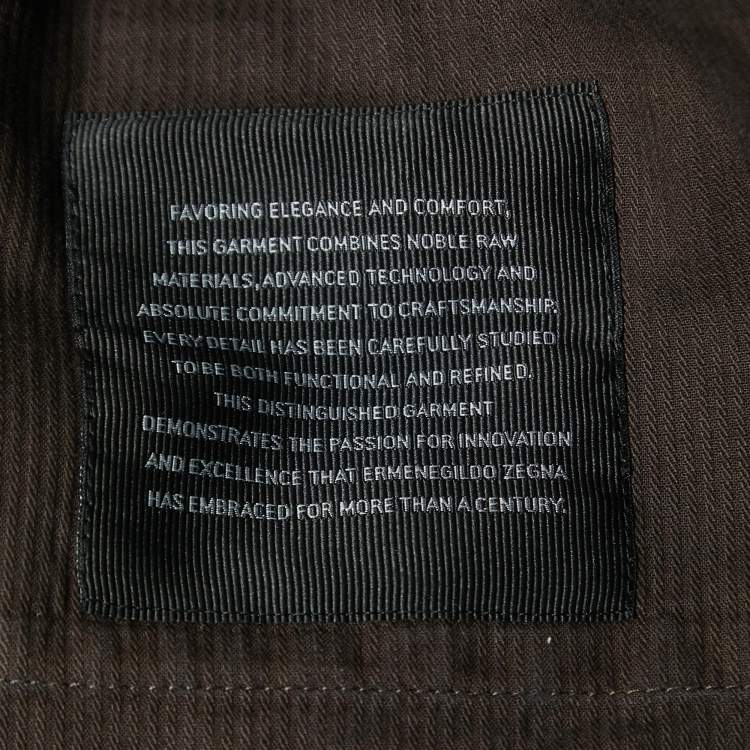 FAVORING ELEGANCE AND COMFORT,
THIS GARMENT COMBINES NOBLE RAW
MATERIALS, ADVANCED TECHNOLOGY AND
ABSOLUTE COMMITMENT TO CRAFTSMANSHIP.
EVERY DETAIL HAS BEEN CAREFULLY STUDIED
TO BE BOTH FUNCTIONAL AND REFINED.
THIS DISTINGUISHED GARMENT
DEMONSTRATES THE PASSION FOR INNOVATION
AND EXCELLENCE THAT ERMENEGILDO ZEGNA
HAS EMBRACED FOR MORE THAN A CENTURY.